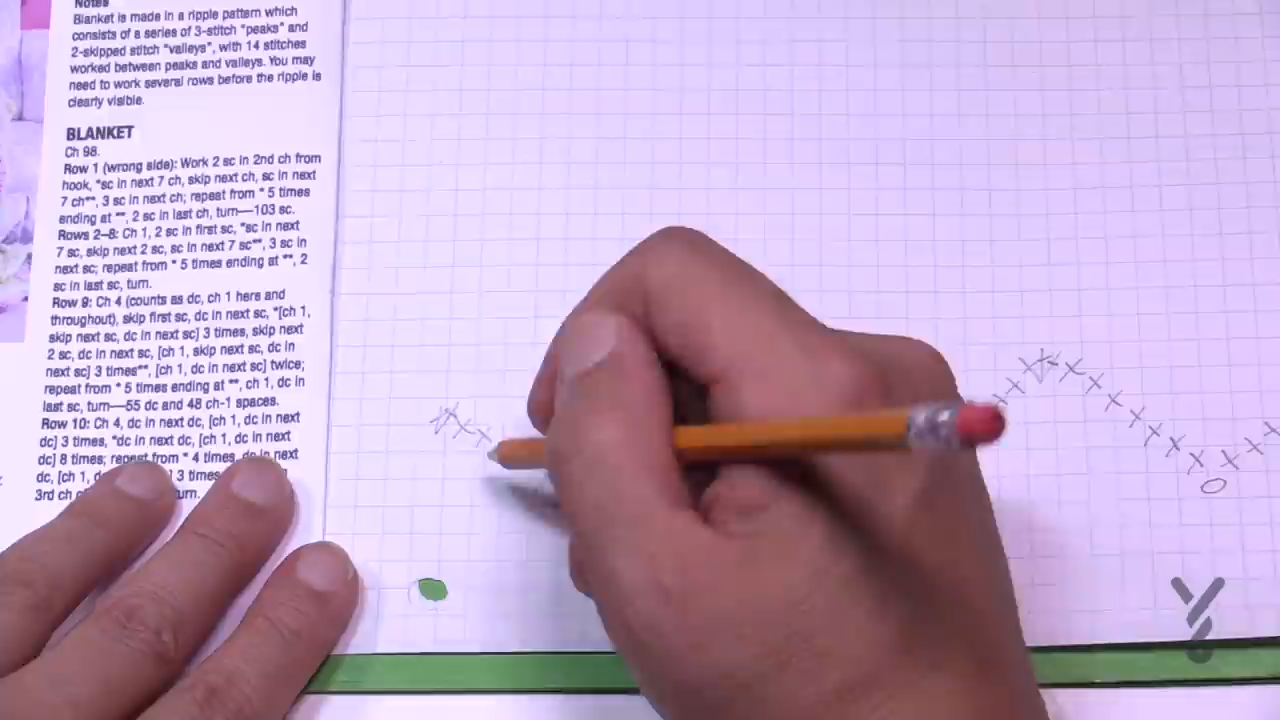 Notes
Blanket is made in a ripple pattern which
consists of a series of 3-stitch "peaks" and
2-skipped stitch "valleys", with 14 stitches
worked between peaks and valleys. You may
need to work several rows before the ripple is
clearly visible.
BLANKET
Ch 98.
Row 1 (wrong side): Work 2 sc in 2nd ch from
hook, *sc in next 7 ch, skip next ch, sc in next
7 ch**, 3 sc in next ch; repeat from * 5 times
ending at **, 2 sc in last ch, turn—103 sc.
Rows 2–8: Ch 1, 2 sc in first sc, *sc in next
7 sc, skip next 2 sc, sc in next 7 sc**, 3 sc in
next sc; repeat from * 5 times ending at **, 2
sc in last sc, turn.
Row 9: Ch 4 (counts as dc, ch 1 here and
throughout), skip first sc, dc in next sc, *[ch 1,
skip next sc, dc in next sc] 3 times, skip next
2 sc, dc in next sc, [ch 1, skip next sc, dc in
next sc] 3 times**, [ch 1, dc in next sc] twice;
repeat from * 5 times ending at **, ch 1, dc in
last sc, turn—55 dc and 48 ch-1 spaces.
Row 10: Ch 4, dc in next dc, [ch 1, dc in next
dc] 3 times, *dc in next dc, [ch 1, dc in next
dc] 8 times; repeat from * 4 times, dc in next
dc, [ch 1, 3 times
3rd ch turn.